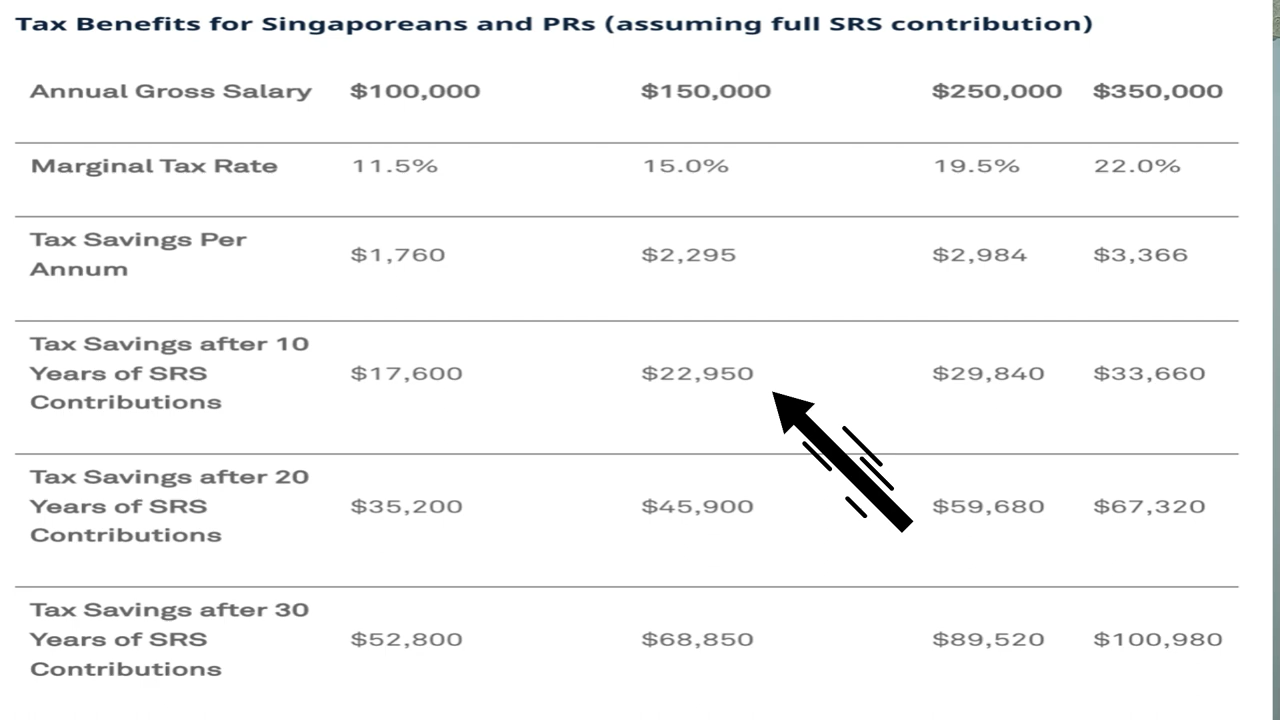 Tax Benefits for Singaporeans and PRs (assuming full SRS contribution)
Annual Gross Salary $100,000 $150,000 $250,000 $350,000
Marginal Tax Rate 11.5% 15.0% 19.5% 22.0%
Tax Savings Per
Annum
$1,760 $2,295 $2,984 $3,366
Tax Savings after 10
Years of SRS
Contributions
$17,600 $22,950 $29,840 $33,660
Tax Savings after 20
Years of SRS
Contributions
$35,200 $45,900 $59,680 $67,320
Tax Savings after 30
Years of SRS
Contributions
$52,800 $68,850 $89,520 $100,980